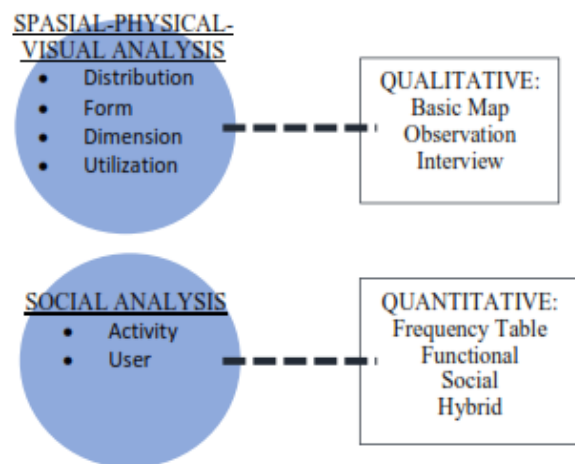 SPASIAL-PHYSICAL-
VISUAL ANALYSIS
• Distribution
• Form
• Dimension
• Utilization
QUALITATIVE:
Basic Map
Observation
Interview
SOCIAL ANALYSIS
• Activity
• User
QUANTITATIVE:
Frequency Table
Functional
Social
Hybrid